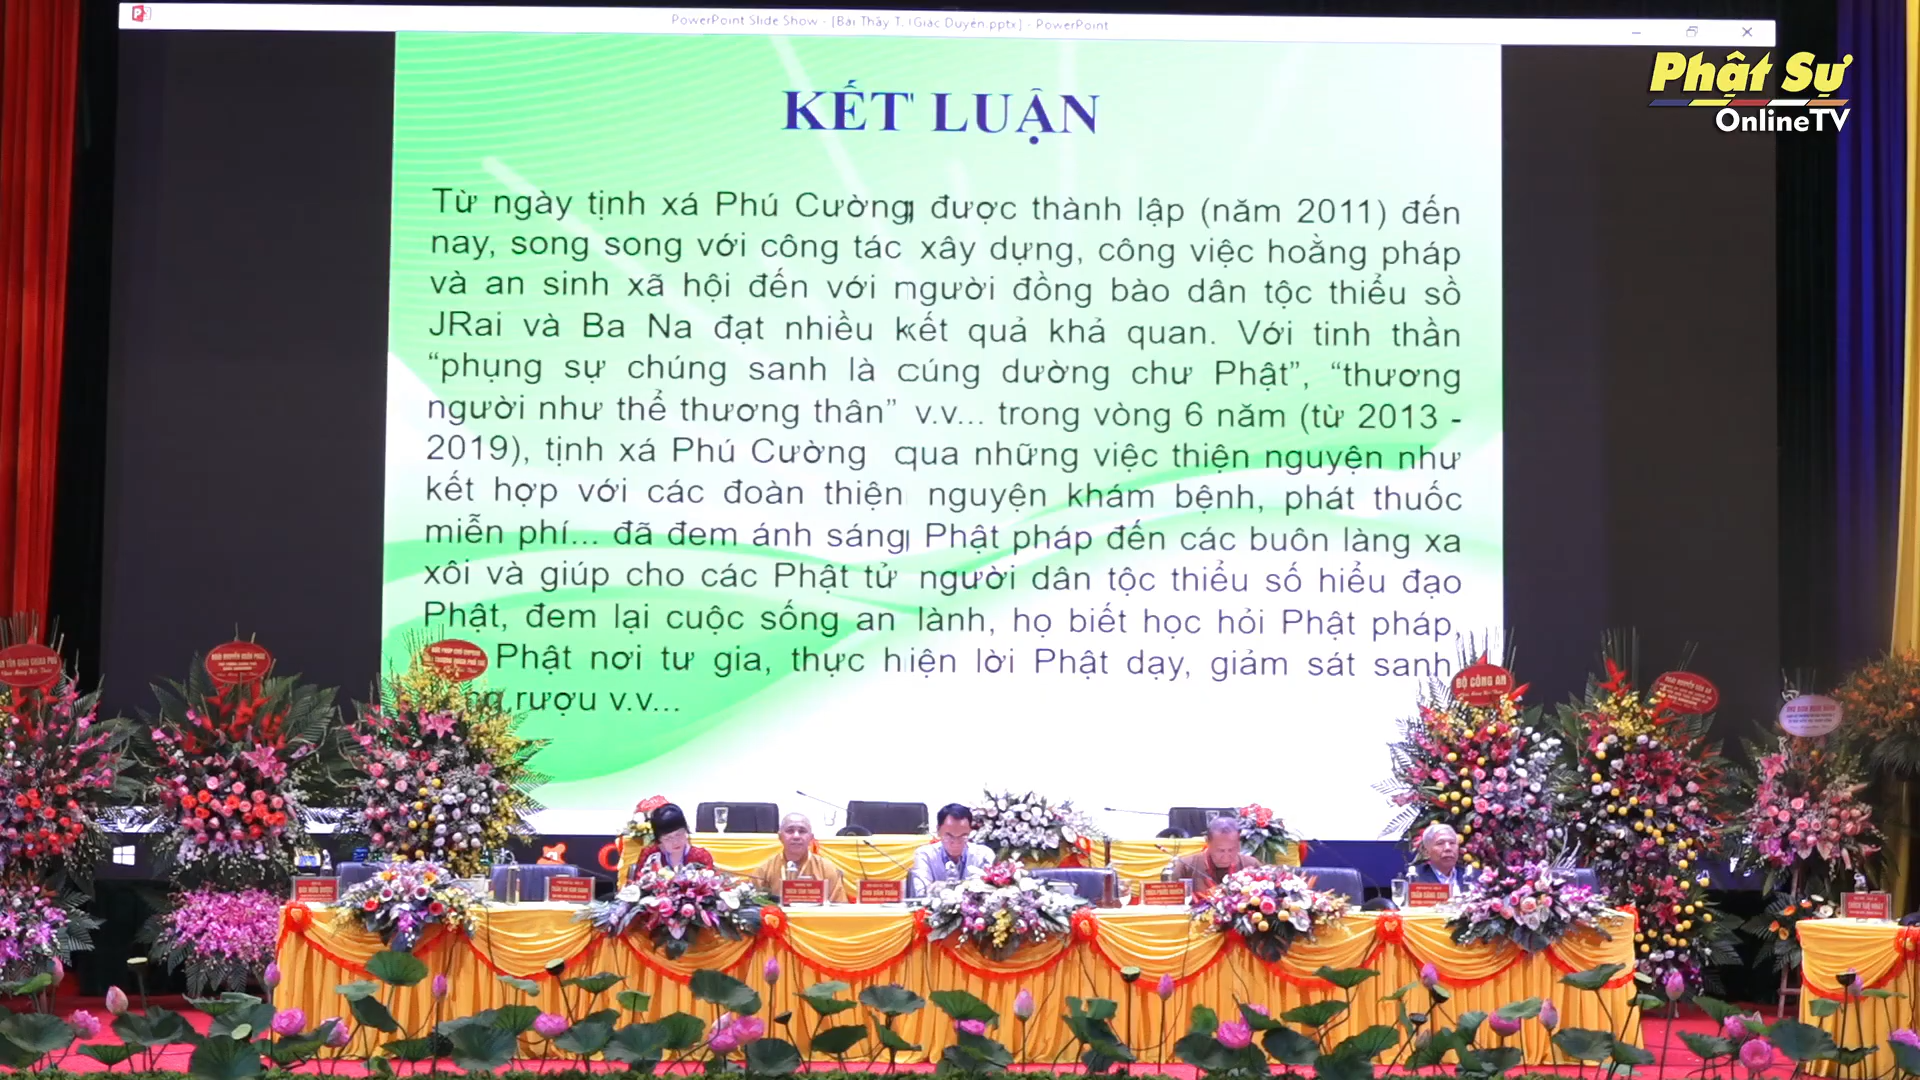 PowerPoint Slide Show - [Bài Thầy T. (Giác Duyên.pptx] - PowerPoint
Phật Sự
OnlineTV
KẾT LUẬN
Từ ngày tịnh xá Phú Cường được thành lập (năm 2011) đến
nay, song song với công tác xây dựng, công việc hoằng pháp
và an sinh xã hội đến với người đồng bào dân tộc thiểu số
JRai và Ba Na đạt nhiều kết quả khả quan. Với tinh thần
“phụng sự chúng sanh là cúng dường chư Phật”, “thương
người như thể thương thân” v.v... trong vòng 6 năm (từ 2013 -
2019), tịnh xá Phú Cường qua những việc thiện nguyện như
kết hợp với các đoàn thiện nguyện khám bệnh, phát thuốc
miễn phí... đã đem ánh sáng Phật pháp đến các buôn làng xa
xôi và giúp cho các Phật tử người dân tộc thiểu số hiểu đạo
Phật, đem lại cuộc sống an lành, họ biết học hỏi Phật pháp,
Phật nơi tư gia, thực hiện lời Phật dạy, giảm sát sanh
rượu v.v...
BỘ CÔNG AN